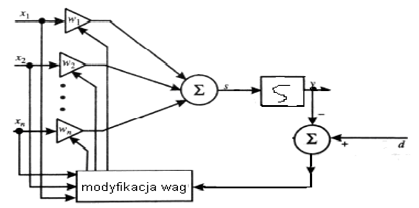 x₁
w₁
x₂
w₂
Σ
s
y
xₙ
wₙ
−
Σ
+
d
modyfikacja wag